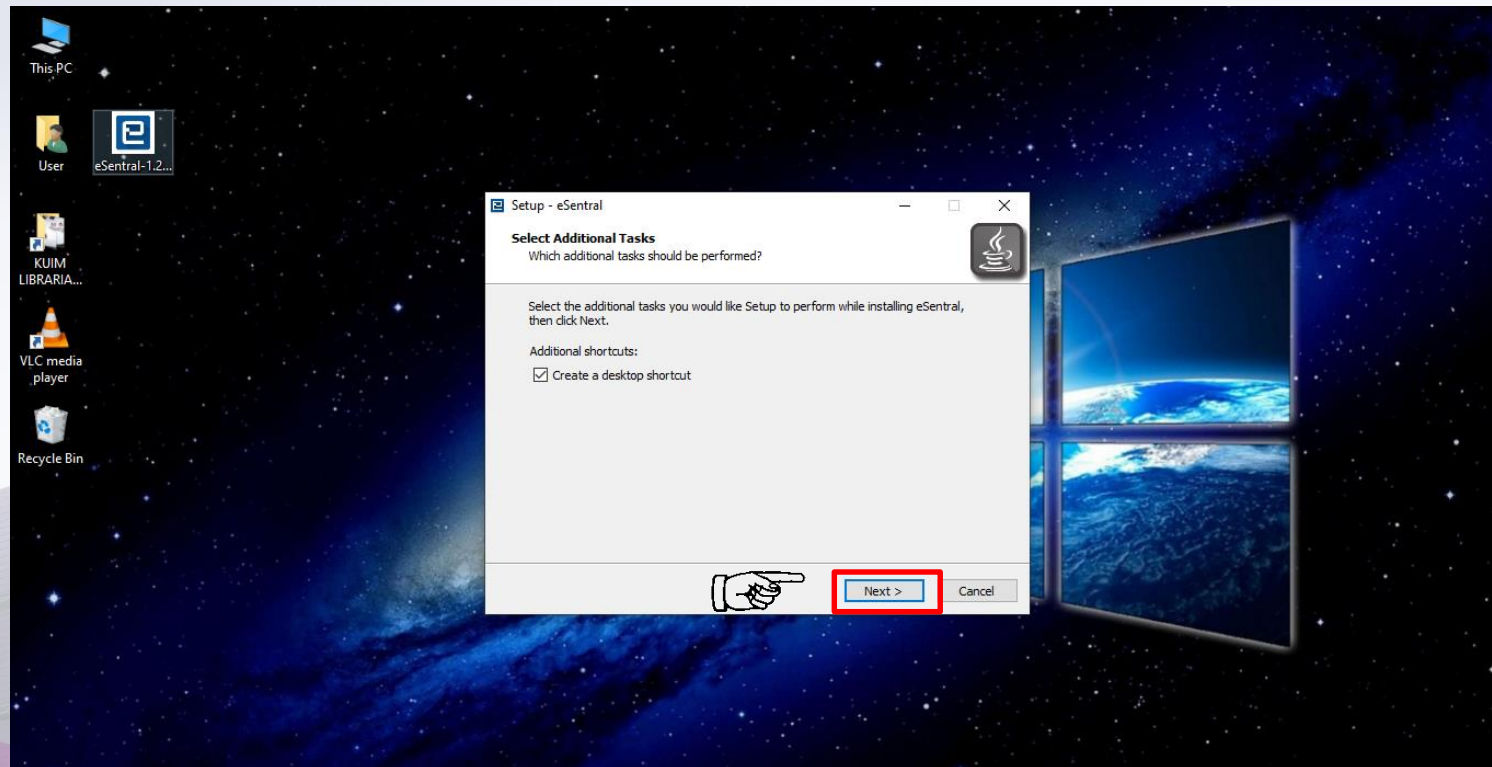 This PC
User
eSentral-1.2...
KUIM
LIBRARIA...
VLC media
player
Recycle Bin
Setup - eSentral
Select Additional Tasks
Which additional tasks should be performed?
Select the additional tasks you would like Setup to perform while installing eSentral,
then click Next.
Additional shortcuts:
Create a desktop shortcut
Next >
Cancel